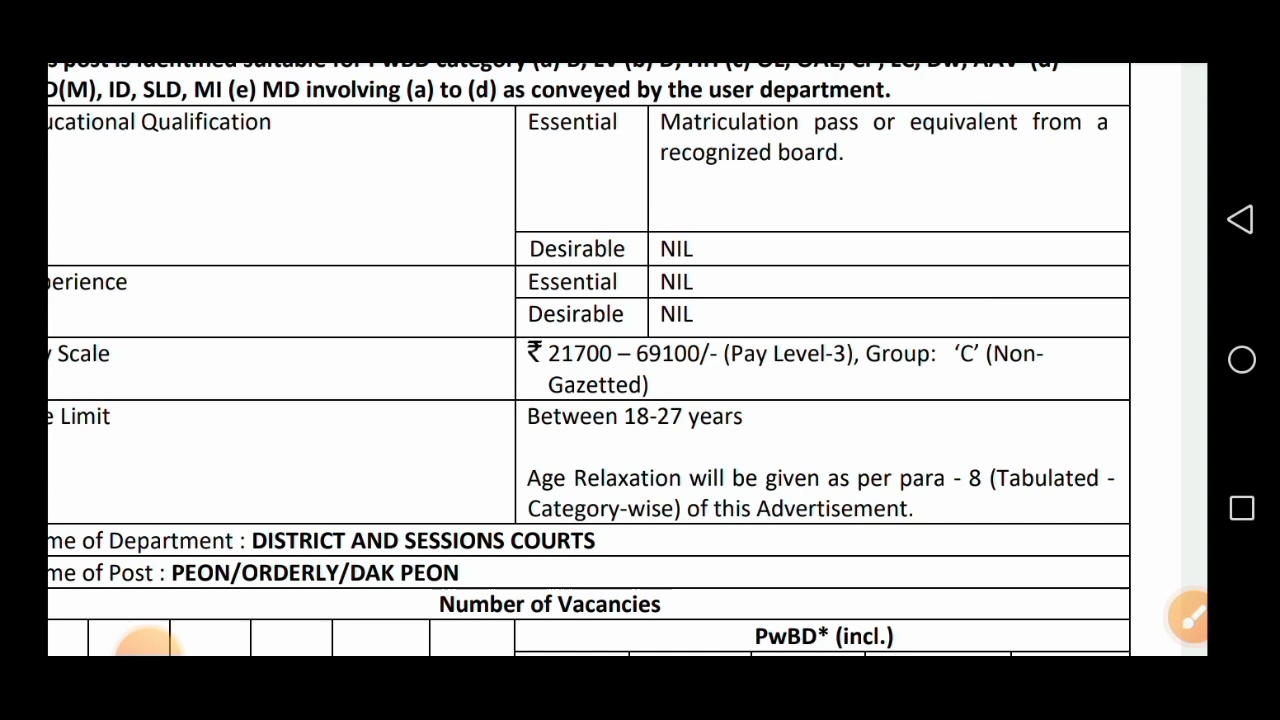 D(M), ID, SLD, MI (e) MD involving (a) to (d) as conveyed by the user department.
ucational Qualification
Essential
Matriculation pass or equivalent from a
recognized board.
Desirable
NIL
perience
Essential
NIL
Desirable
NIL
y Scale
₹ 21700 – 69100/- (Pay Level-3), Group: ‘C’ (Non-
Gazetted)
e Limit
Between 18-27 years
Age Relaxation will be given as per para - 8 (Tabulated -
Category-wise) of this Advertisement.
me of Department : DISTRICT AND SESSIONS COURTS
me of Post : PEON/ORDERLY/DAK PEON
Number of Vacancies
PwBD* (incl.)